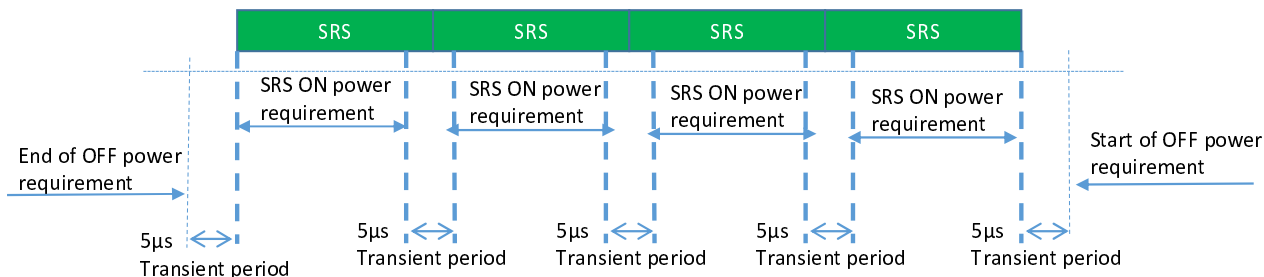 SRS
SRS
SRS
SRS
SRS ON power
requirement
SRS ON power
requirement
SRS ON power
requirement
SRS ON power
requirement
End of OFF power
requirement
Start of OFF power
requirement
5µs
Transient period
5µs
Transient period
5µs
Transient period
5µs
Transient period
5µs
Transient period